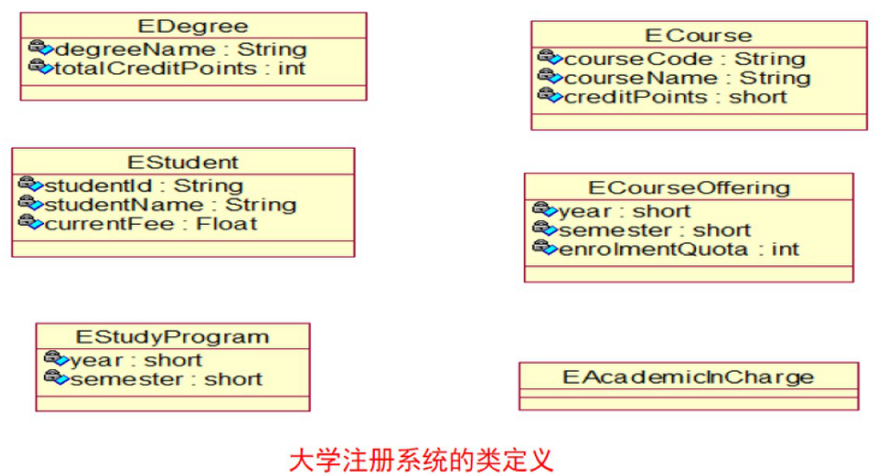 EDegree
degreeName : String
totalCreditPoints : int
ECourse
courseCode : String
courseName : String
creditPoints : short
EStudent
studentId : String
studentName : String
currentFee : Float
ECourseOffering
year : short
semester : short
enrolmentQuota : int
EStudyProgram
year : short
semester : short
EAcademicInCharge
大学注册系统的类定义